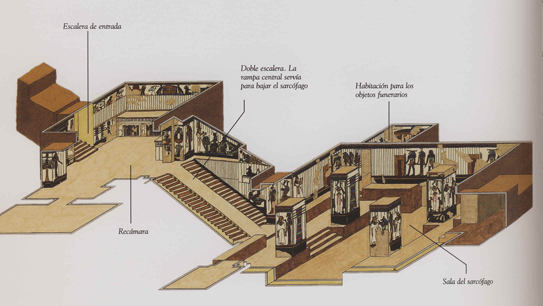 Escalera de entrada
Doble escalera. La
rampa central servía
para bajar el sarcófago
Habitación para los
objetos funerarios
Recámara
Sala del sarcófago